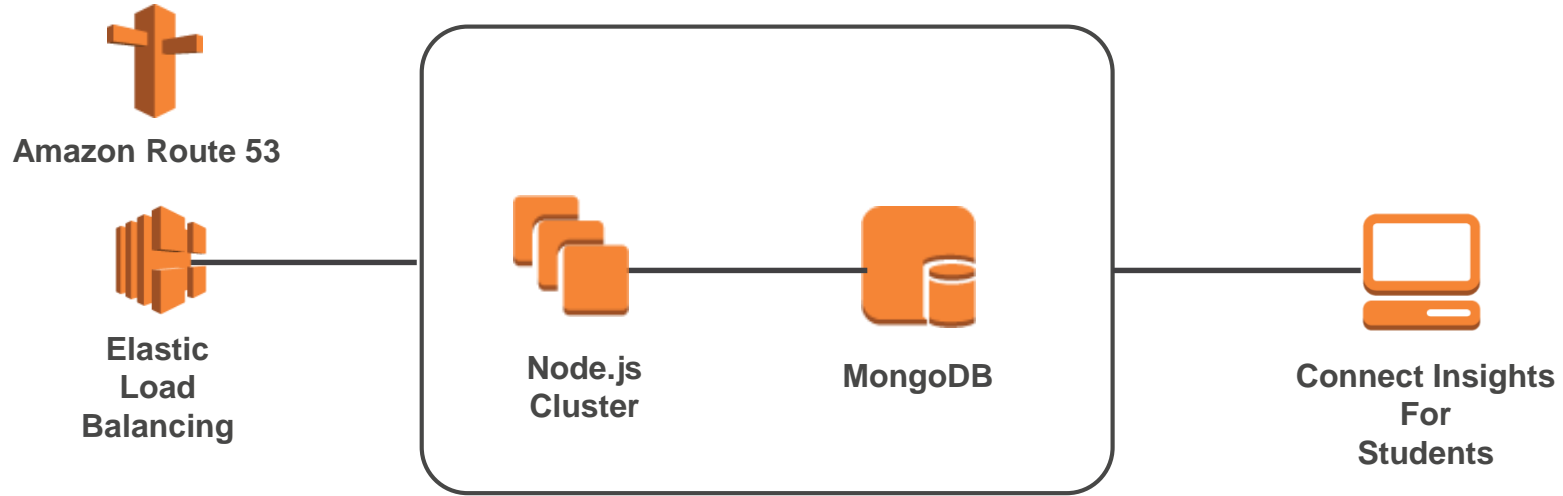 Amazon Route 53
Elastic
Load
Balancing
Node.js
Cluster
MongoDB
Connect Insights
For
Students